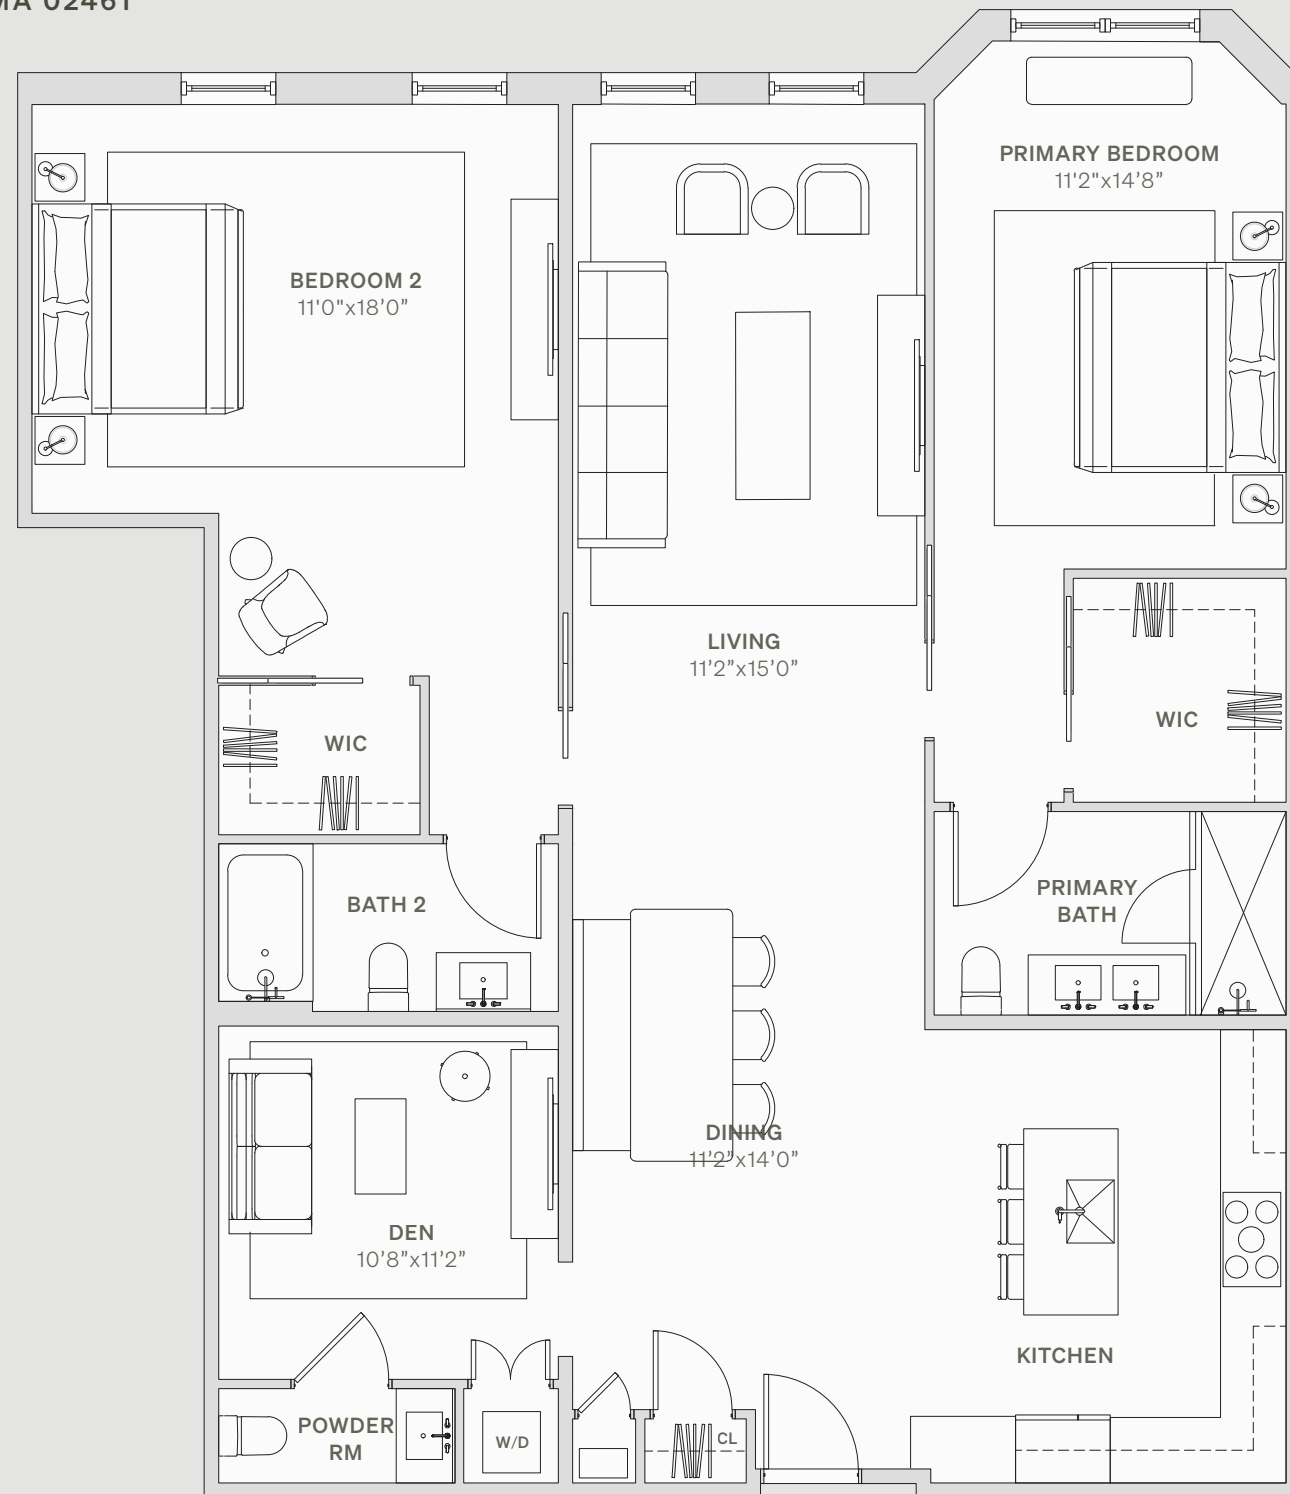 MA 02461
PRIMARY BEDROOM
11'2"x14'8”
BEDROOM 2
11'0"x18'0”
LIVING
11'2”x15'0”
WIC
WIC
PRIMARY
BATH
BATH 2
DINING
11'2”x14'0”
DEN
10'8”x11'2”
KITCHEN
POWDER
RM
W/D
CL